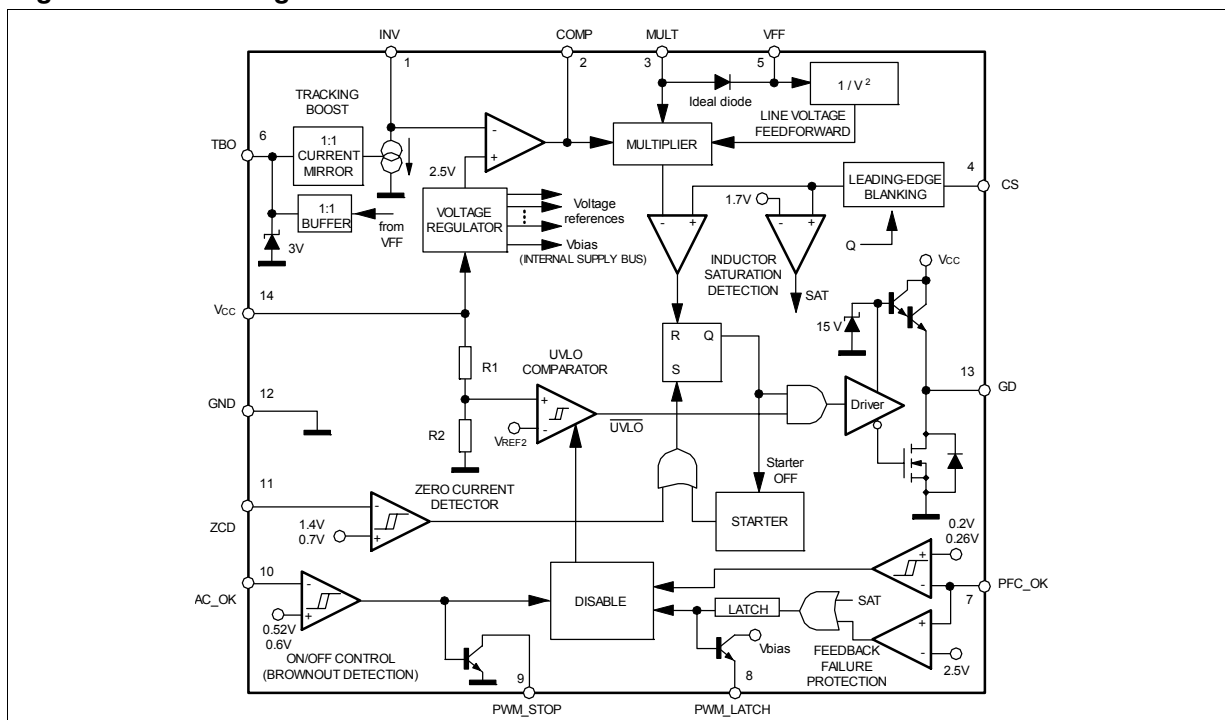 INV
COMP
MULT
VFF
1
2
3
5
1 / V²
Ideal diode
TRACKING
BOOST
LINE VOLTAGE
FEEDFORWARD
TBO
6
1:1
CURRENT
MIRROR
-
+
2.5V
MULTIPLIER
4
CS
LEADING-EDGE
BLANKING
1:1
BUFFER
from
VFF
3V
VOLTAGE
REGULATOR
Voltage
references
Vbias
(INTERNAL SUPPLY BUS)
-
+
1.7V
-
+
Q
INDUCTOR
SATURATION
DETECTION
SAT
Vcc
14
Vcc
15 V
R
Q
S
R1
UVLO
COMPARATOR
13
GD
12
GND
R2
+
-
VREF2
UVLO
Driver
Starter
OFF
11
ZCD
ZERO CURRENT
DETECTOR
-
+
1.4V
0.7V
STARTER
0.2V
0.26V
+
-
10
AC_OK
-
+
0.52V
0.6V
DISABLE
PFC_OK
7
LATCH
SAT
+
-
2.5V
ON/OFF CONTROL
(BROWNOUT DETECTION)
Vbias
FEEDBACK
FAILURE
PROTECTION
9
8
PWM_STOP
PWM_LATCH